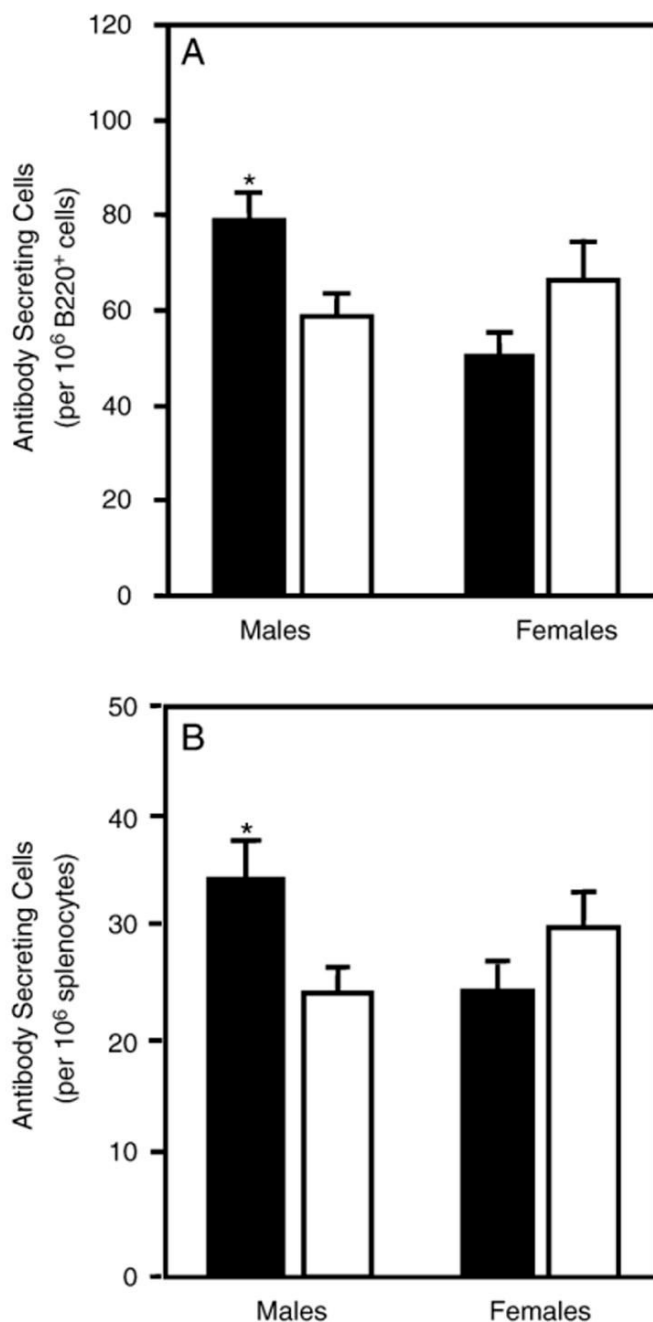 A
120
100
80
60
40
20
0
Antibody Secreting Cells
(per 10⁶ B220⁺ cells)
*
Males Females
B
50
40
30
20
10
0
Antibody Secreting Cells
(per 10⁶ splenocytes)
*
Males Females